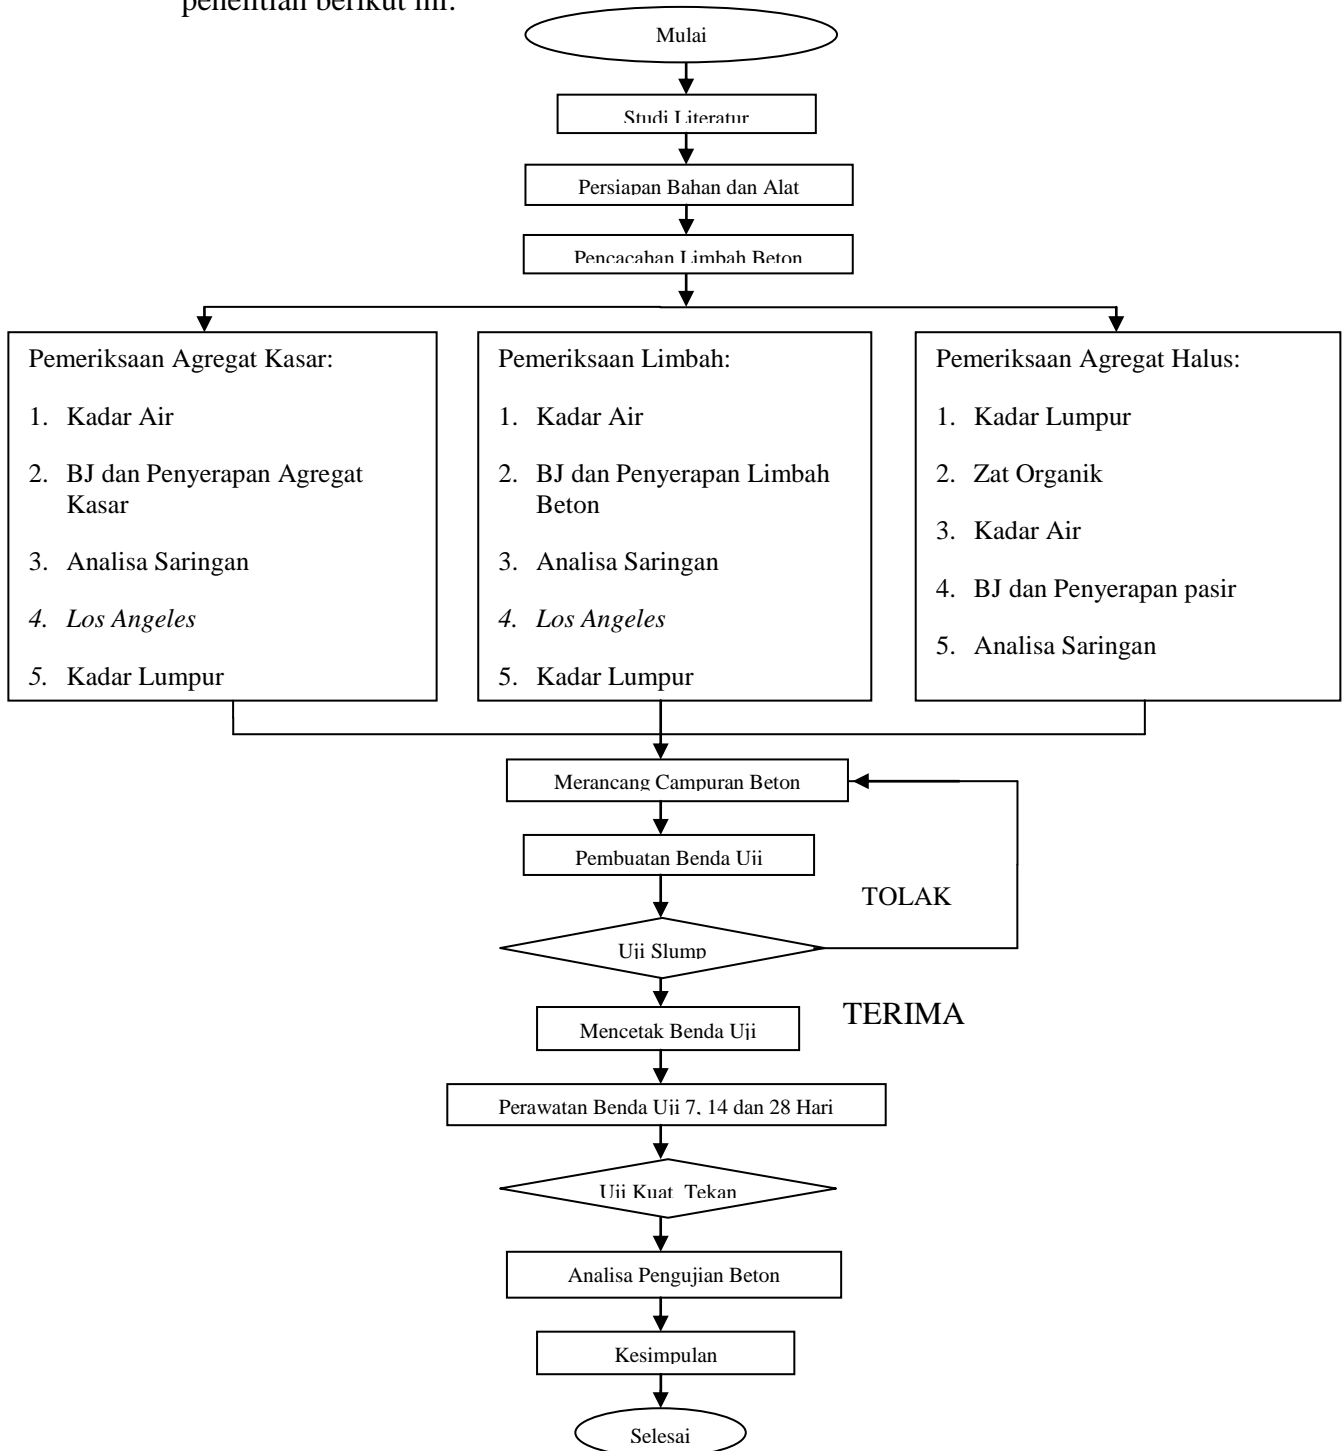 penelitian berikut ini.
Mulai
Studi Literatur
Persiapan Bahan dan Alat
Pencacahan Limbah Beton
Pemeriksaan Agregat Kasar:
1. Kadar Air
2. BJ dan Penyerapan Agregat
Kasar
3. Analisa Saringan
4. Los Angeles
5. Kadar Lumpur
Pemeriksaan Limbah:
1. Kadar Air
2. BJ dan Penyerapan Limbah
Beton
3. Analisa Saringan
4. Los Angeles
5. Kadar Lumpur
Pemeriksaan Agregat Halus:
1. Kadar Lumpur
2. Zat Organik
3. Kadar Air
4. BJ dan Penyerapan pasir
5. Analisa Saringan
Merancang Campuran Beton
Pembuatan Benda Uji
TOLAK
Uji Slump
TERIMA
Mencetak Benda Uji
Perawatan Benda Uji 7, 14 dan 28 Hari
Uji Kuat Tekan
Analisa Pengujian Beton
Kesimpulan
Selesai